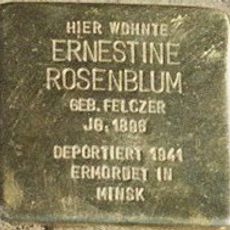 HIER WOHNTE
ERNESTINE
ROSENBLUM
GEB. FELCZER
JG. 1898
DEPORTIERT 1941
ERMORDET IN
MINSK